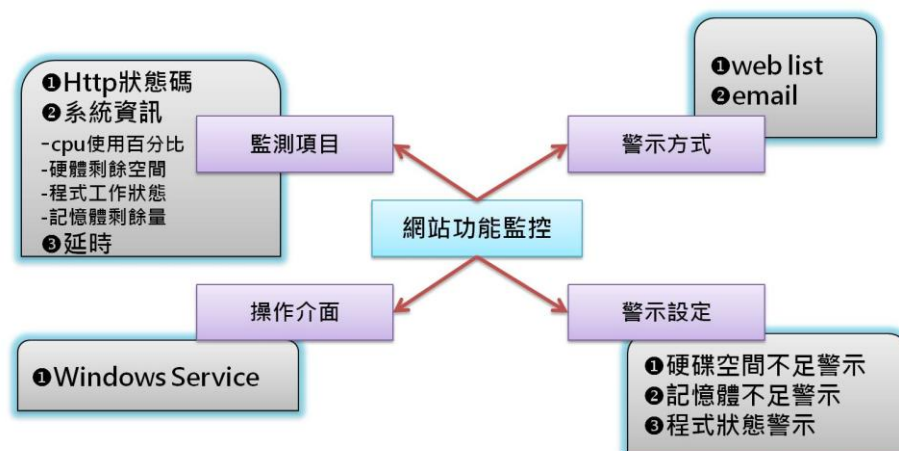 ❶Http狀態碼
❷系統資訊
-cpu使用百分比
-硬體剩餘空間
-程式工作狀態
-記憶體剩餘量
❸延時
監測項目
❶web list
❷email
警示方式
網站功能監控
操作介面
❶Windows Service
警示設定
❶硬碟空間不足警示
❷記憶體不足警示
❸程式狀態警示